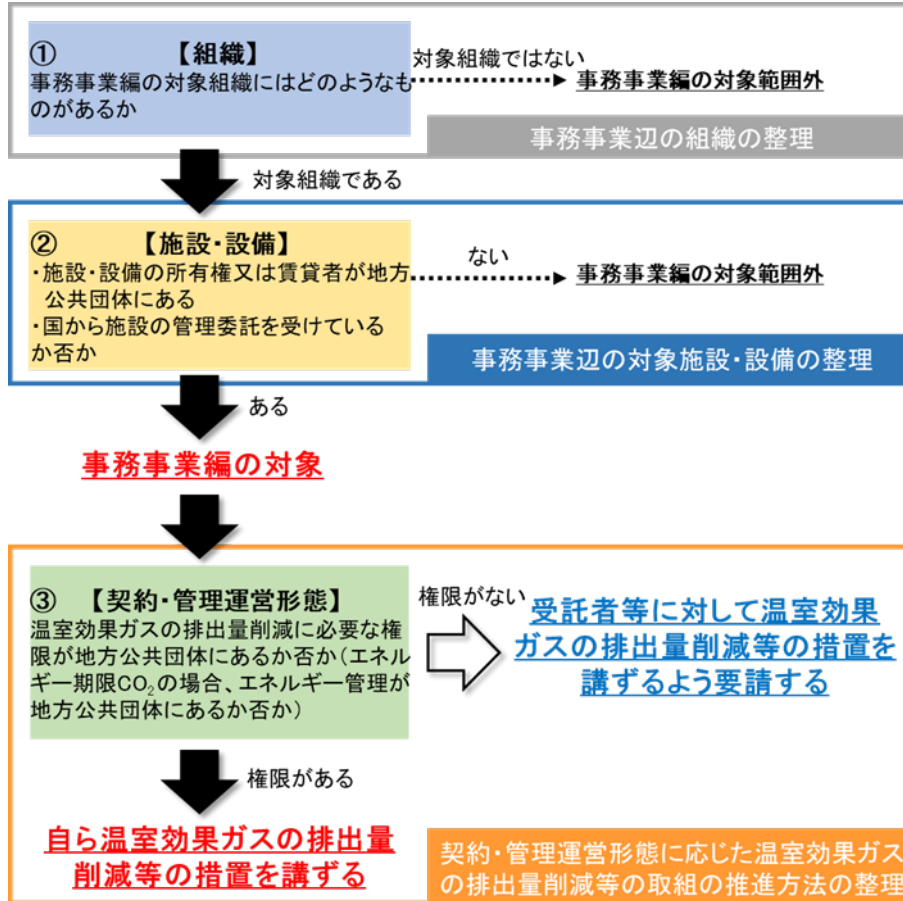 ① 【組織】
事務事業編の対象組織にはどのようなも
のがあるか
対象組織ではない
事務事業編の対象範囲外
事務事業辺の組織の整理
対象組織である
② 【施設・設備】
・施設・設備の所有権又は賃貸者が地方
公共団体にある
・国から施設の管理委託を受けている
か否か
ない
事務事業編の対象範囲外
事務事業辺の対象施設・設備の整理
ある
事務事業編の対象
③ 【契約・管理運営形態】
温室効果ガスの排出量削減に必要な権
限が地方公共団体にあるか否か(エネル
ギー期限CO₂の場合、エネルギー管理が
地方公共団体にあるか否か)
権限がない
受託者等に対して温室効果
ガスの排出量削減等の措置を
講ずるよう要請する
権限がある
自ら温室効果ガスの排出量
削減等の措置を講ずる
契約・管理運営形態に応じた温室効果ガス
の排出量削減等の取組の推進方法の整理